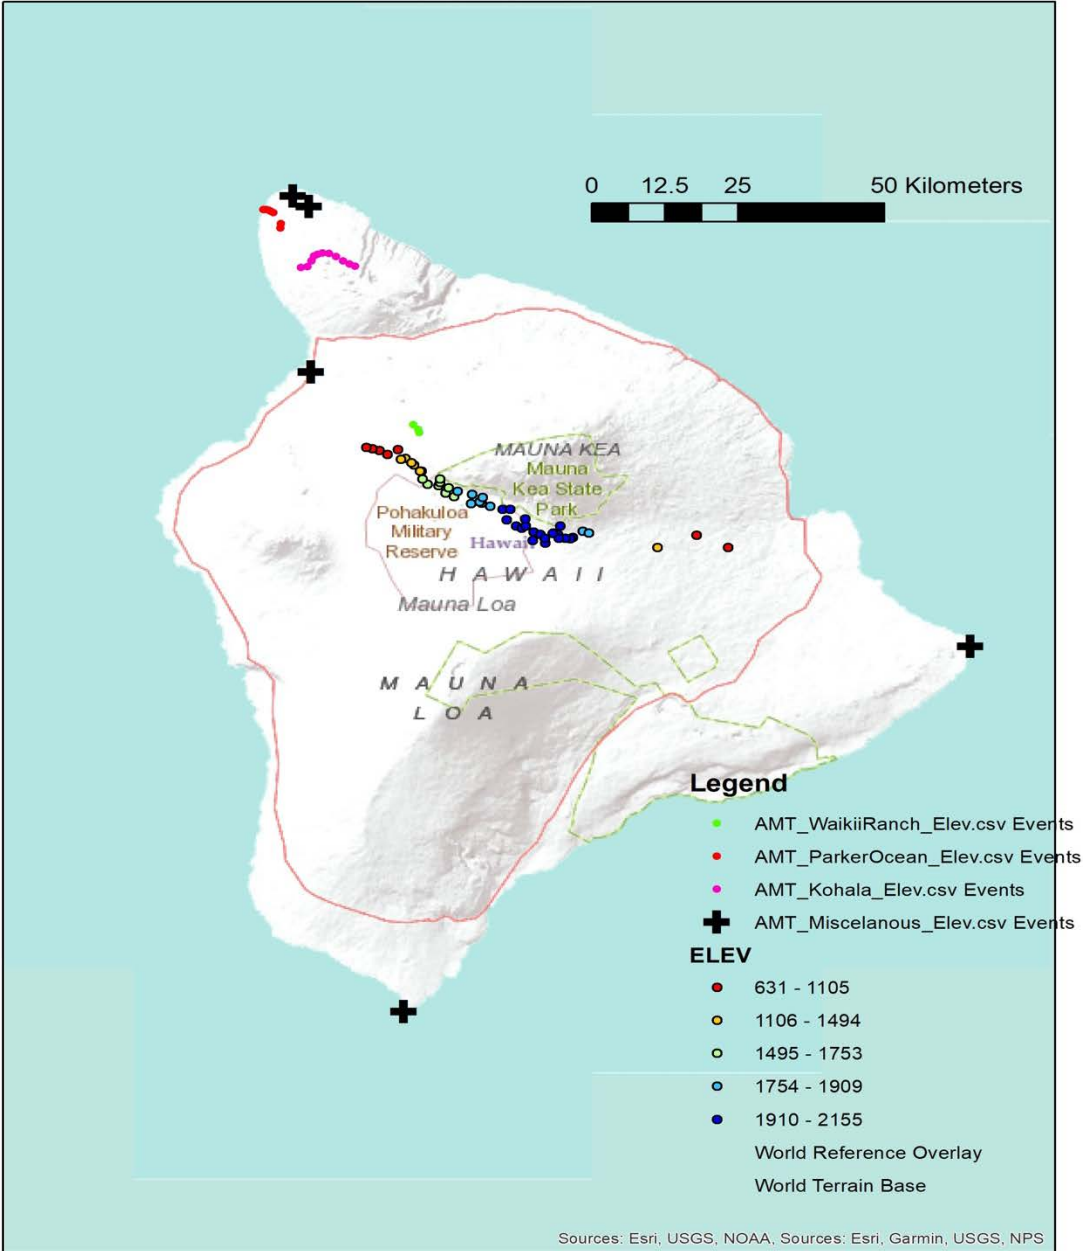 0 12.5 25 50 Kilometers
MAUNA KEA
Mauna
Kea State
Park
Pohakuloa
Military
Reserve
Hawaii
H A W A I I
Mauna Loa
M A U N A
L O A
Legend
AMT_WaikiiRanch_Elev.csv Events
AMT_ParkerOcean_Elev.csv Events
AMT_Kohala_Elev.csv Events
AMT_Miscelanous_Elev.csv Events
ELEV
631 - 1105
1106 - 1494
1495 - 1753
1754 - 1909
1910 - 2155
World Reference Overlay
World Terrain Base
Sources: Esri, USGS, NOAA, Sources: Esri, Garmin, USGS, NPS